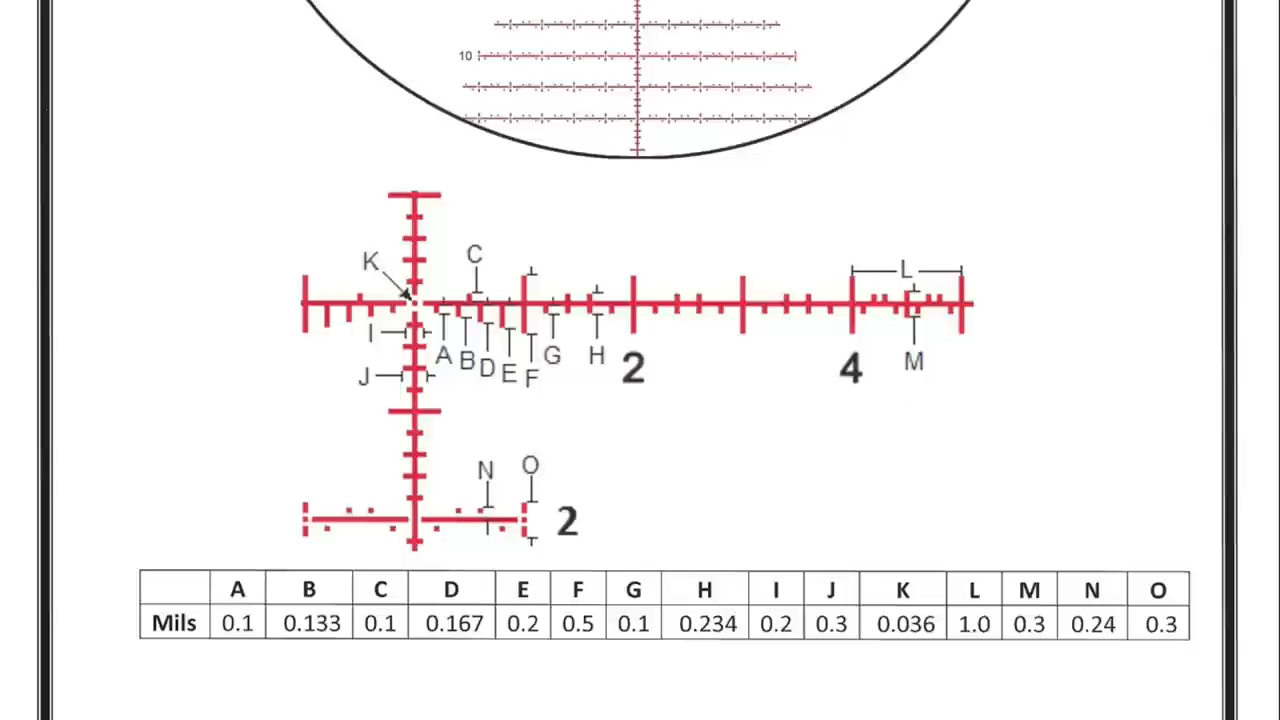 10
K C L
I A B D E F G H 2 4 M
J
N O
2
A B C D E F G H I J K L M N O
Mils 0.1 0.133 0.1 0.167 0.2 0.5 0.1 0.234 0.2 0.3 0.036 1.0 0.3 0.24 0.3